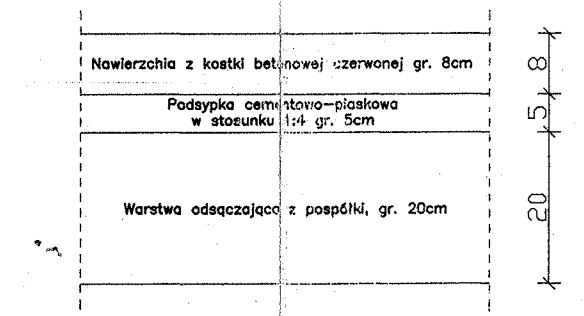 Nawierzchia z kostki betonowej czerwonej gr. 8cm
8
Podsypka cementowo-piaskowa
w stosunku 1:4 gr. 5cm
5
Warstwa odsączająca z pospółki, gr. 20cm
20